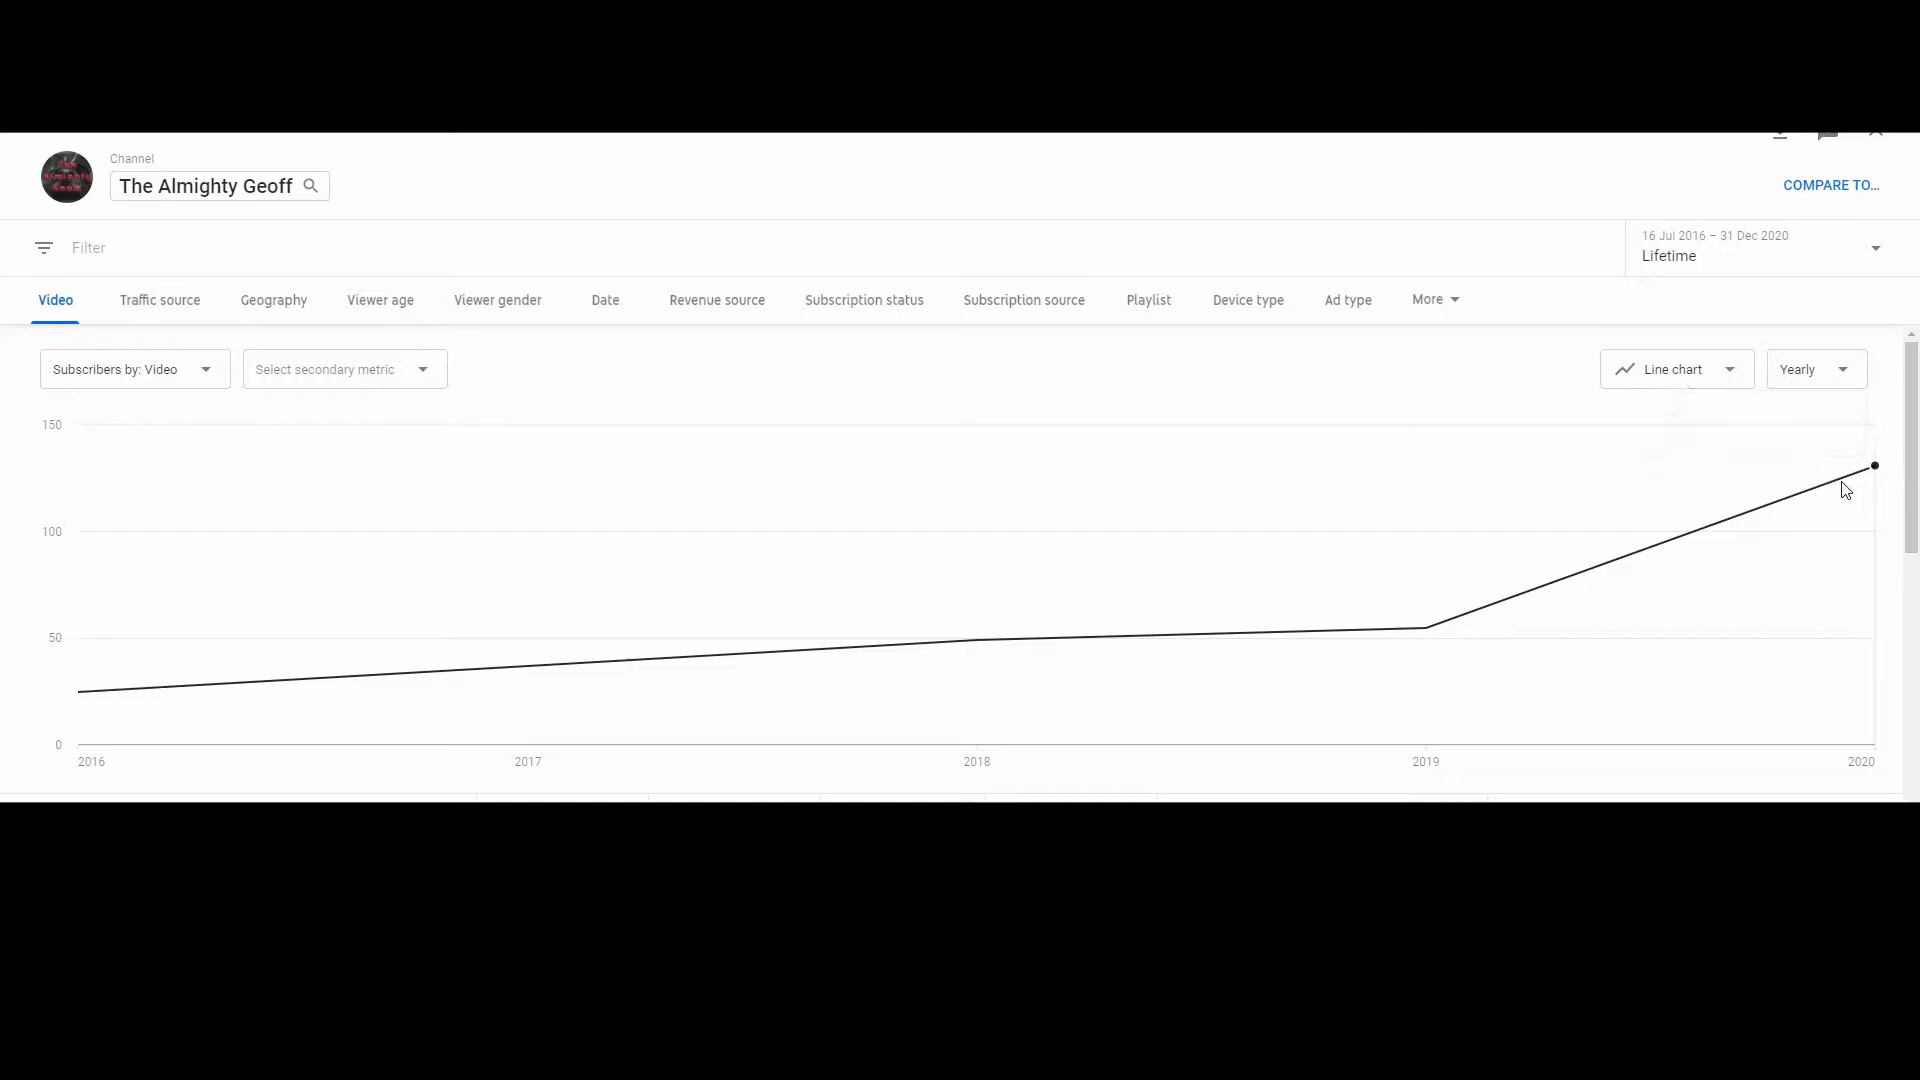 Channel
The Almighty Geoff
COMPARE TO...
Filter
16 Jul 2016 – 31 Dec 2020
Lifetime
Video Traffic source Geography Viewer age Viewer gender Date Revenue source Subscription status Subscription source Playlist Device type Ad type More
Subscribers by: Video Select secondary metric Line chart Yearly
150
100
50
0
2016 2017 2018 2019 2020